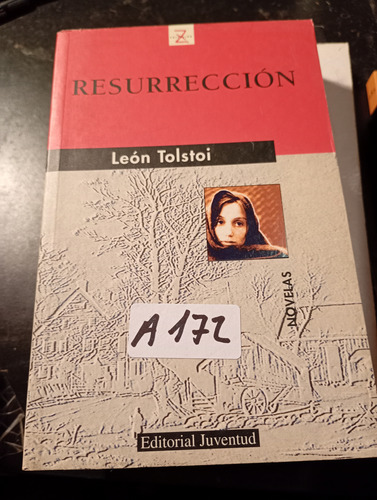 Z
RESURRECCIÓN
León Tolstoi
NOVELAS
A 172
Editorial Juventud